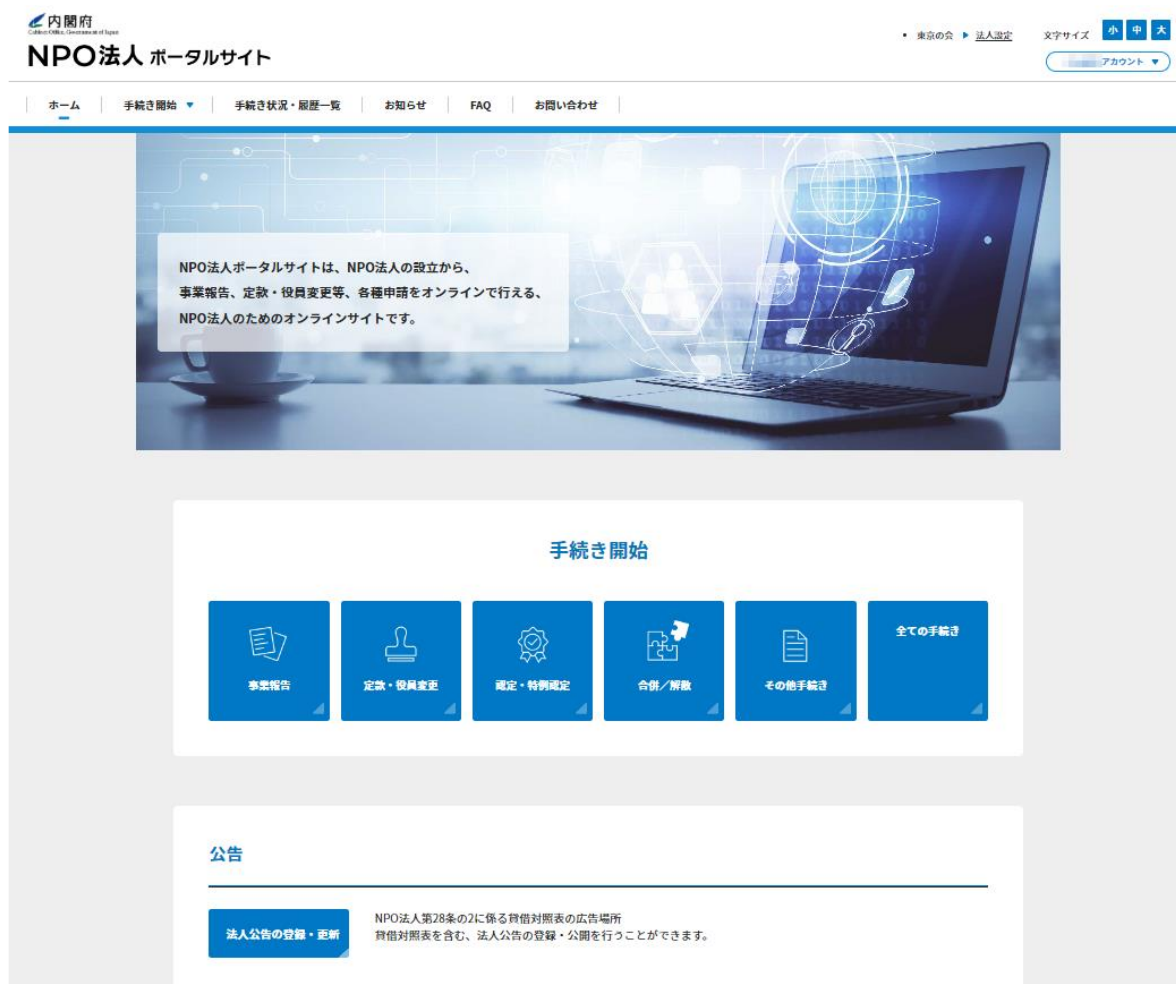 内閣府
Cabinet Office, Government of Japan
NPO法人 ポータルサイト
• 東京の会 ▶ 法人設定
文字サイズ 小 中 大
アカウント ▼
ホーム 手続き開始 ▼ 手続き状況・履歴一覧 お知らせ FAQ お問い合わせ
NPO法人ポータルサイトは、NPO法人の設立から、
事業報告、定款・役員変更等、各種申請をオンラインで行える、
NPO法人のためのオンラインサイトです。
手続き開始
事業報告
定款・役員変更
認定・特例認定
合併／解散
その他手続き
全ての手続き
公告
法人公告の登録・更新
NPO法人第28条の2に係る貸借対照表の広告場所
貸借対照表を含む、法人公告の登録・公開を行うことができます。